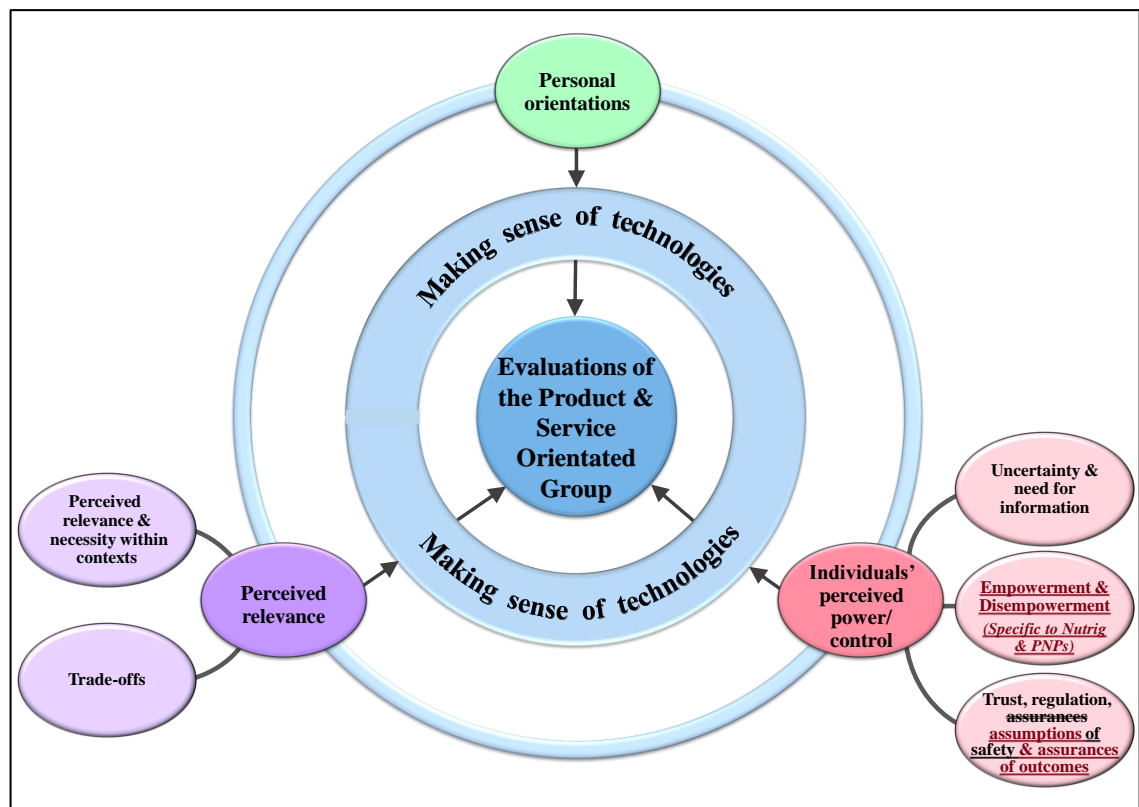 Personal
orientations
Making sense of technologies
Evaluations of
the Product &
Service
Orientated
Group
Making sense of technologies
Perceived
relevance &
necessity within
contexts
Perceived
relevance
Trade-offs
Individuals’
perceived
power/
control
Uncertainty &
need for
information
Empowerment &
Disempowerment
(Specific to Nutrig
& PNPs)
Trust, regulation,
assurances
assumptions of
safety & assurances
of outcomes